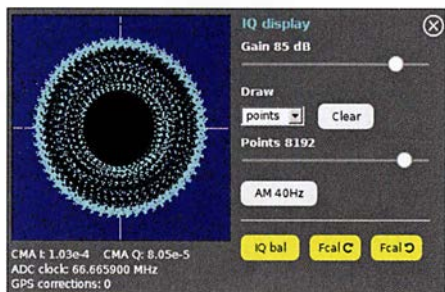 IQ display
Gain 85 dB
Draw
points
Clear
Points 8192
AM 40Hz
IQ bal
Fcal
Fcal
CMA I: 1.03e-4 CMA Q: 8.05e-5
ADC clock: 66.665900 MHz
GPS corrections: 0